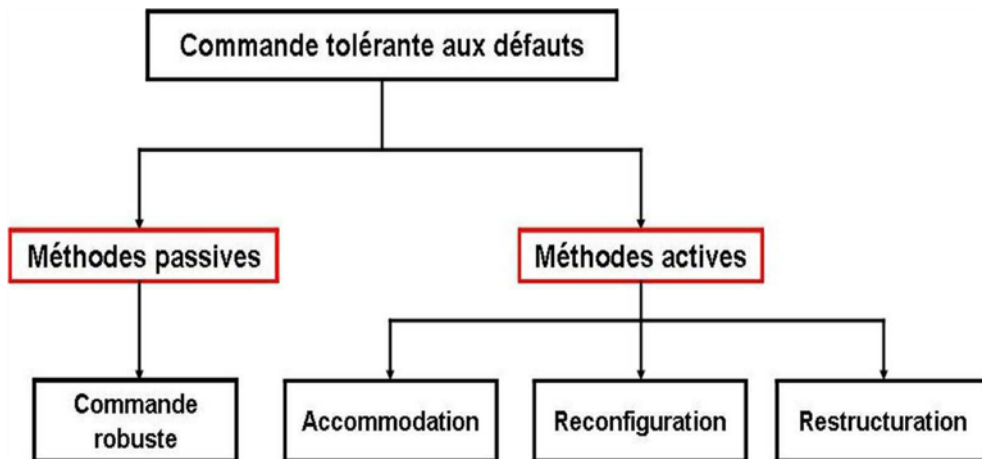 Commande tolérante aux défauts
Méthodes passives
Méthodes actives
Commande
robuste
Accommodation
Reconfiguration
Restructuration